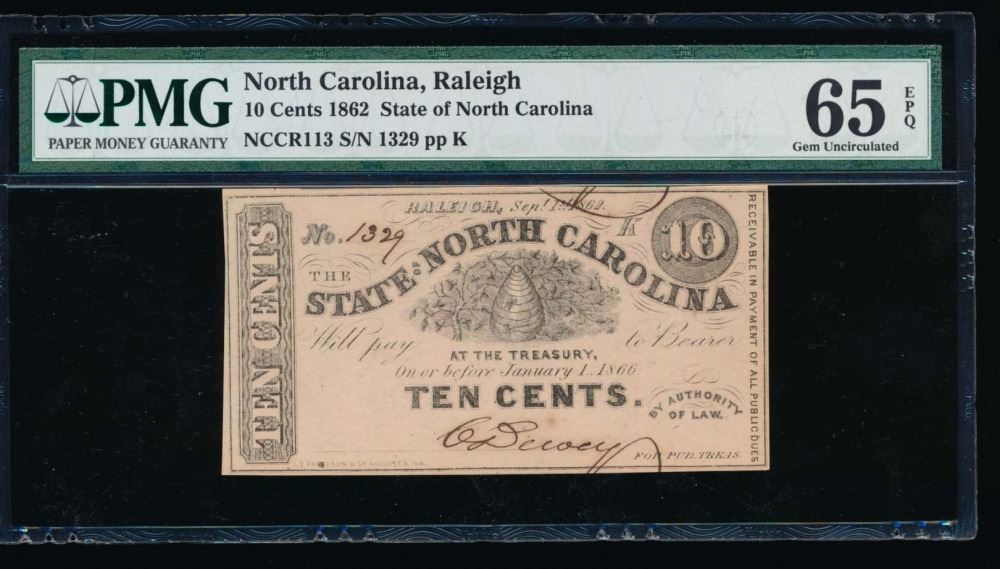 PMG
PAPER MONEY GUARANTY
North Carolina, Raleigh
10 Cents 1862 State of North Carolina
NCCR113 S/N 1329 pp K
65 EPQ
Gem Uncirculated
RALEIGH, Sept. 1st. 1862.
No. 1329
K
10
THE
STATE OF NORTH CAROLINA
Will pay to Bearer
AT THE TREASURY,
On or before January 1. 1866.
TEN CENTS.
BY AUTHORITY
OF LAW.
C Dewey
FOR PUB. TREAS.
TEN CENTS
RECEIVABLE IN PAYMENT OF ALL PUBLIC DUES